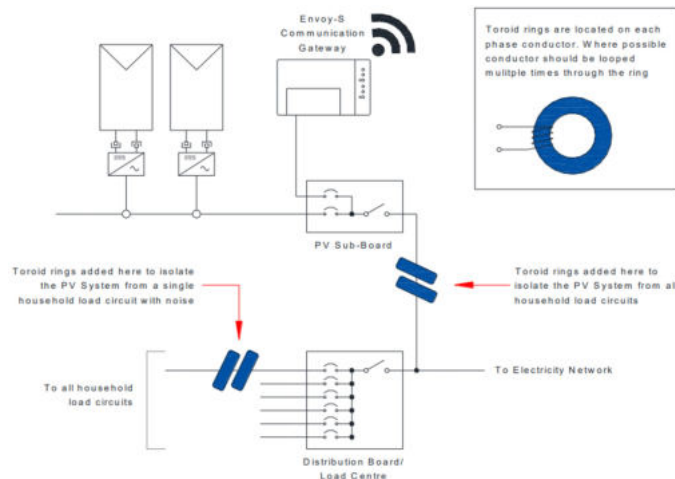 Envoy-S
Communication
Gateway
Toroid rings are located on each
phase conductor. Where possible
conductor should be looped
mulitple times through the ring
PV Sub-Board
Toroid rings added here to isolate
the PV System from a single
household load circuit with noise
Toroid rings added here to
isolate the PV System from all
household load circuits
To all household
load circuits
To Electricity Network
Distribution Board/
Load Centre